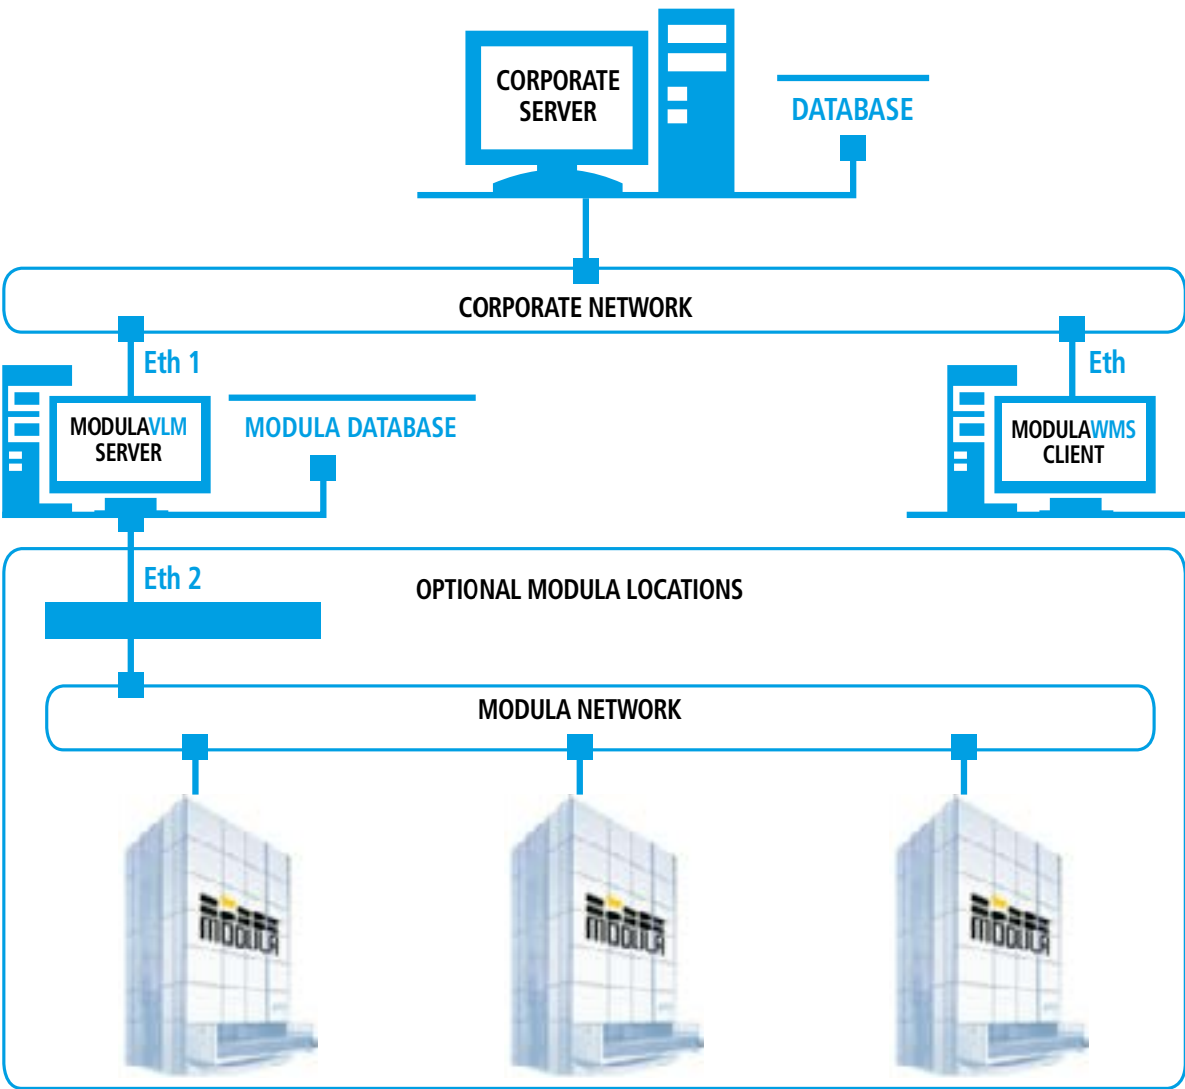 CORPORATE
SERVER
DATABASE
CORPORATE NETWORK
Eth 1
Eth
MODULAVLM
SERVER
MODULA DATABASE
MODULAWMS
CLIENT
Eth 2
OPTIONAL MODULA LOCATIONS
MODULA NETWORK
MODULA
MODULA
MODULA